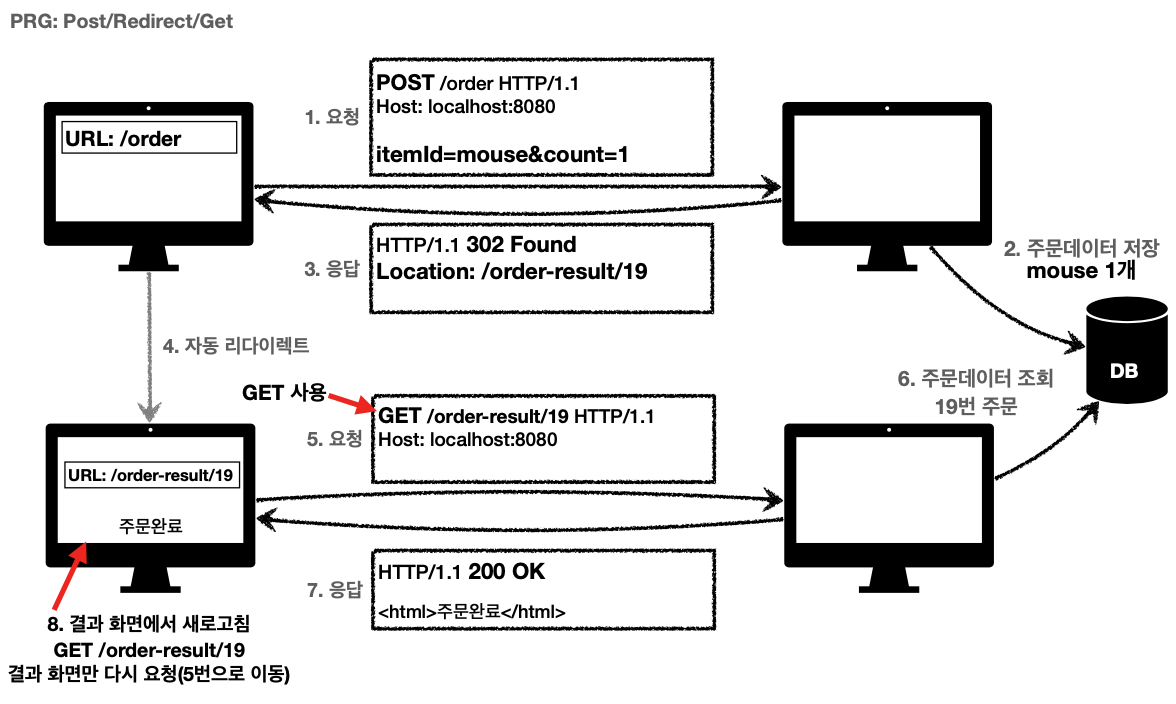 PRG: Post/Redirect/Get
URL: /order
1. 요청
POST /order HTTP/1.1
Host: localhost:8080
itemId=mouse&count=1
2. 주문데이터 저장
mouse 1개
3. 응답
HTTP/1.1 302 Found
Location: /order-result/19
DB
4. 자동 리다이렉트
GET 사용
5. 요청
GET /order-result/19 HTTP/1.1
Host: localhost:8080
6. 주문데이터 조회
19번 주문
URL: /order-result/19
주문완료
7. 응답
HTTP/1.1 200 OK
<html>주문완료</html>
8. 결과 화면에서 새로고침
GET /order-result/19
결과 화면만 다시 요청(5번으로 이동)